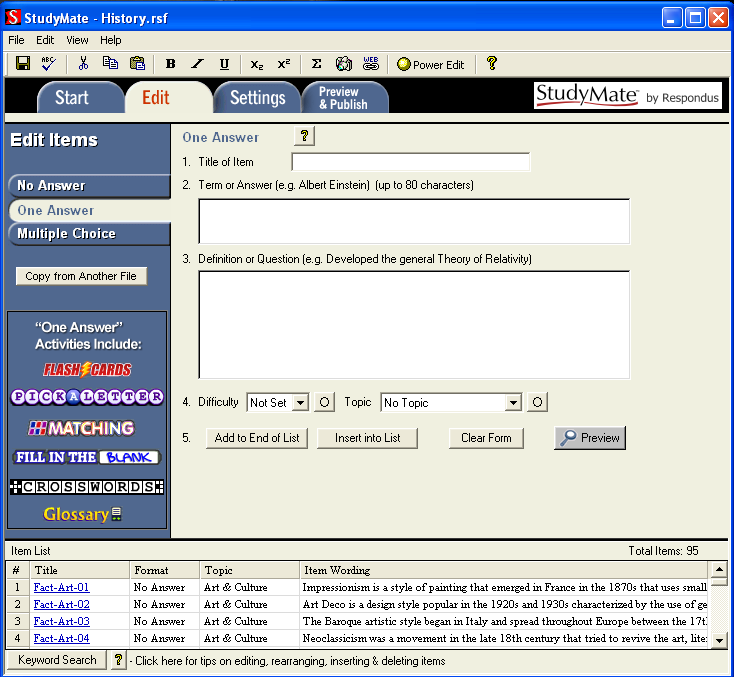 StudyMate - History.rsf
File Edit View Help
ABC B I U X₂ X² Σ WEB Power Edit ?
Start Edit Settings Preview & Publish StudyMate by Respondus
Edit Items
No Answer
One Answer
Multiple Choice
Copy from Another File
"One Answer"
Activities Include:
FLASH CARDS
PICKALETTER
MATCHING
FILL IN THE BLANK
CROSSWORDS
Glossary
One Answer ?
1. Title of Item
2. Term or Answer (e.g. Albert Einstein) (up to 80 characters)
3. Definition or Question (e.g. Developed the general Theory of Relativity)
4. Difficulty Not Set O Topic No Topic O
5. Add to End of List Insert into List Clear Form Preview
Item List Total Items: 95
# Title Format Topic Item Wording
1 Fact-Art-01 No Answer Art & Culture Impressionism is a style of painting that emerged in France in the 1870s that uses small
2 Fact-Art-02 No Answer Art & Culture Art Deco is a design style popular in the 1920s and 1930s characterized by the use of ge
3 Fact-Art-03 No Answer Art & Culture The Baroque artistic style began in Italy and spread throughout Europe between the 17t
4 Fact-Art-04 No Answer Art & Culture Neoclassicism was a movement in the late 18th century that tried to revive the art, lite
Keyword Search ? - Click here for tips on editing, rearranging, inserting & deleting items